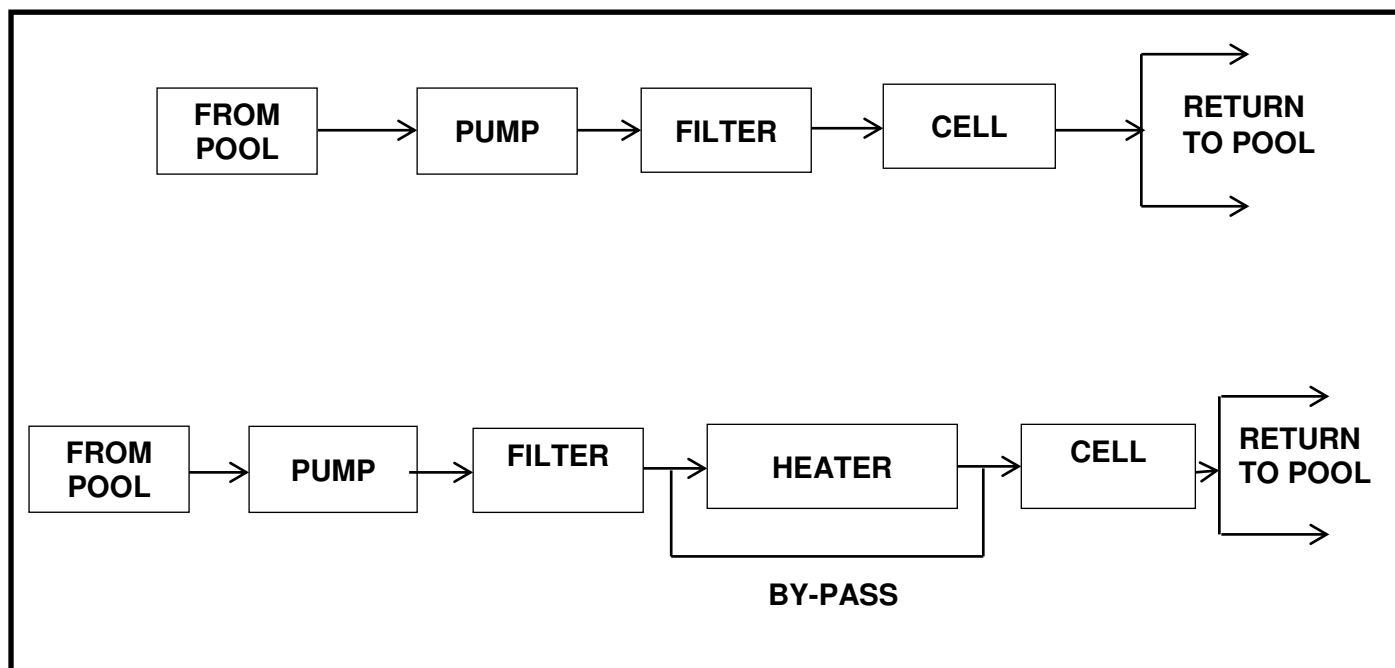 FROM
POOL
PUMP
FILTER
CELL
RETURN
TO POOL
FROM
POOL
PUMP
FILTER
HEATER
CELL
RETURN
TO POOL
BY-PASS